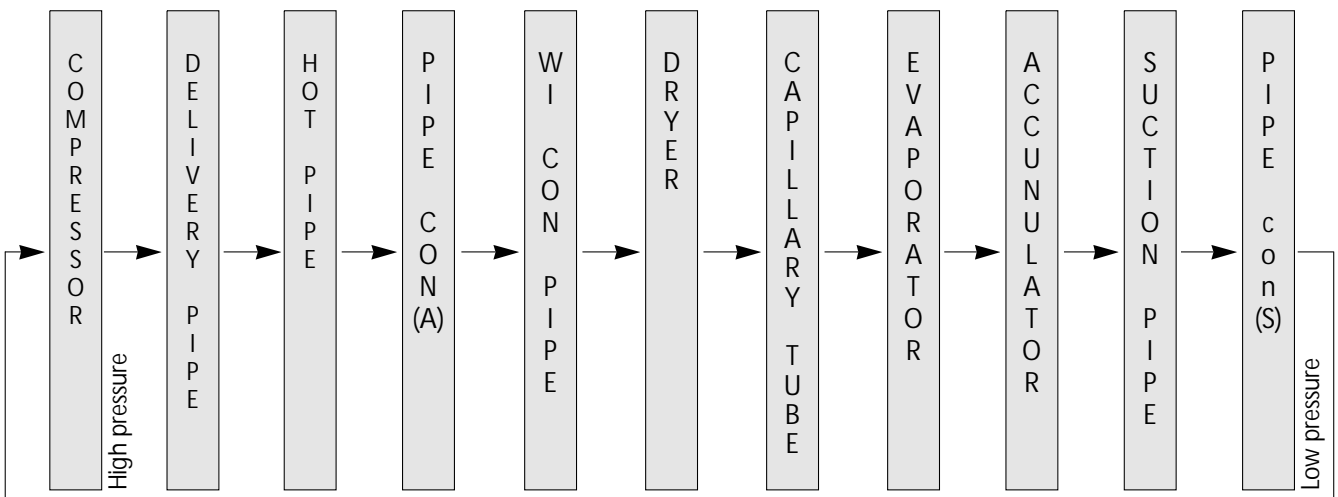 COMPRESSOR
High pressure
DELIVERY PIPE
HOT PIPE
PIPE CON(A)
WI CON PIPE
DRYER
CAPILLARY TUBE
EVAPORATOR
ACCUNULATOR
SUCTION PIPE
PIPE con(S)
Low pressure